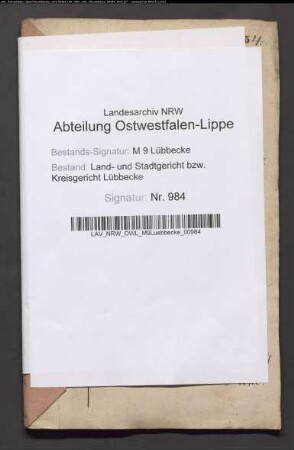 Landesarchiv NRW
Abteilung Ostwestfalen-Lippe
Bestands-Signatur: M 9 Lübbecke
Bestand: Land- und Stadtgericht bzw.
Kreisgericht Lübbecke
Signatur: Nr. 984
LAV_NRW_OWL_M9Luebbecke_00984